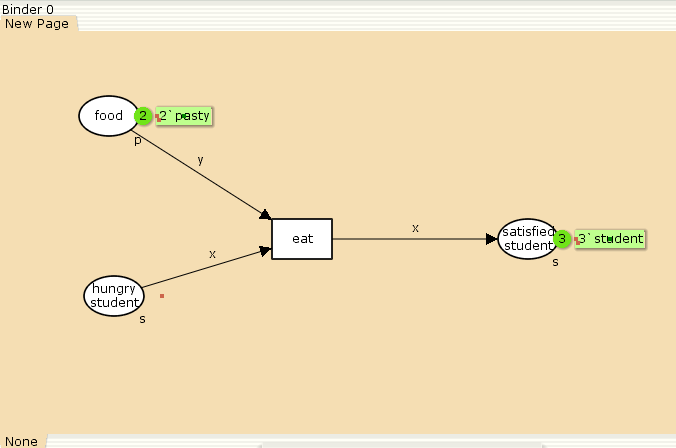 Binder 0
New Page
food
2
2`pasty
p
y
eat
x
satisfied
student
3
3`student
s
x
hungry
student
s
None